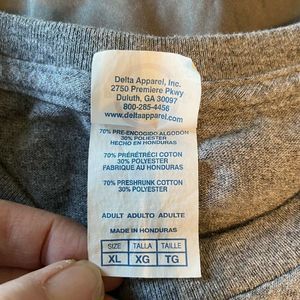 Delta Apparel, Inc.
2750 Premiere Pkwy
Duluth, GA 30097
800-285-4456
www.deltaapparel.com
70% PRE-ENCOGIDO ALGODÓN
30% POLIESTER
HECHO EN HONDURAS
70% PRÉRÉTRÉCI COTON
30% POLYESTER
FABRIQUE AU HONDURAS
70% PRESHRUNK COTTON
30% POLYESTER
ADULT ADULTO ADULTE
MADE IN HONDURAS
SIZE TALLA TAILLE
XL XG TG